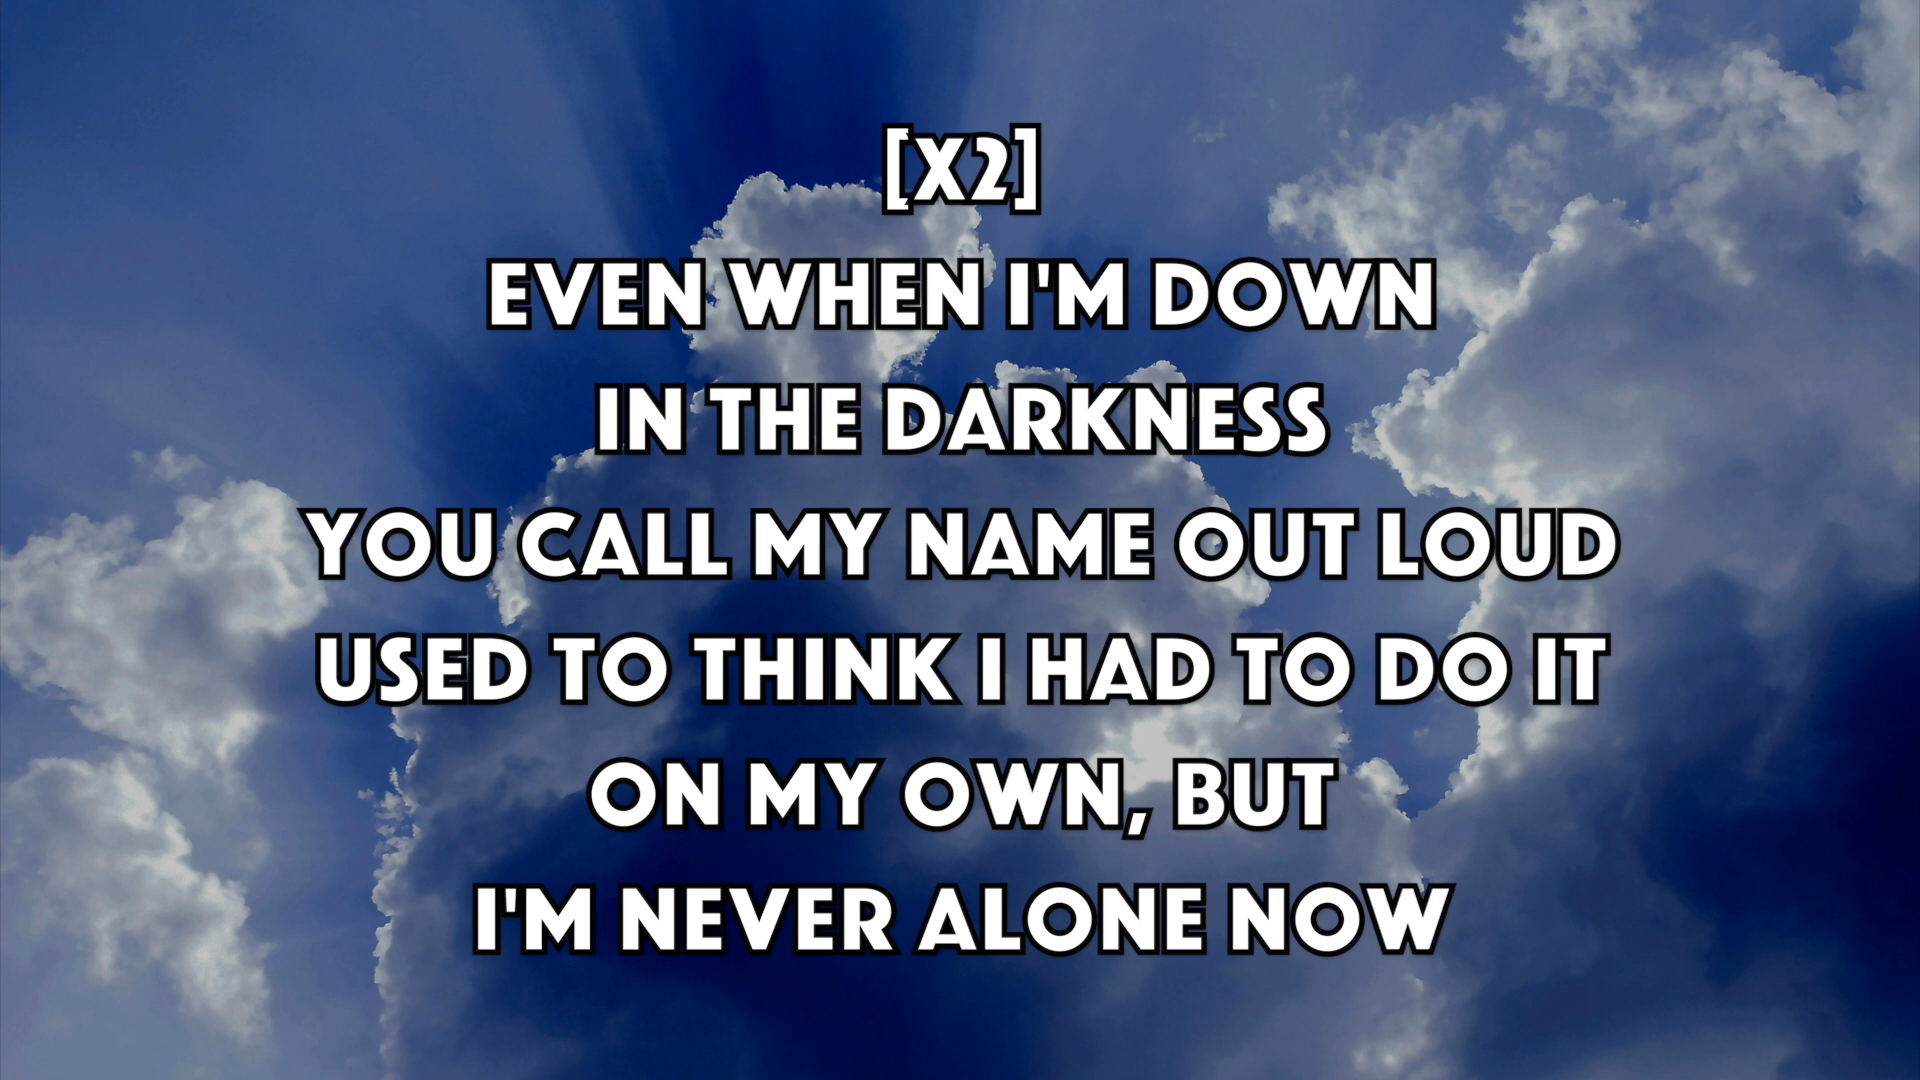 [X2]
EVEN WHEN I'M DOWN
IN THE DARKNESS
YOU CALL MY NAME OUT LOUD
USED TO THINK I HAD TO DO IT
ON MY OWN, BUT
I'M NEVER ALONE NOW